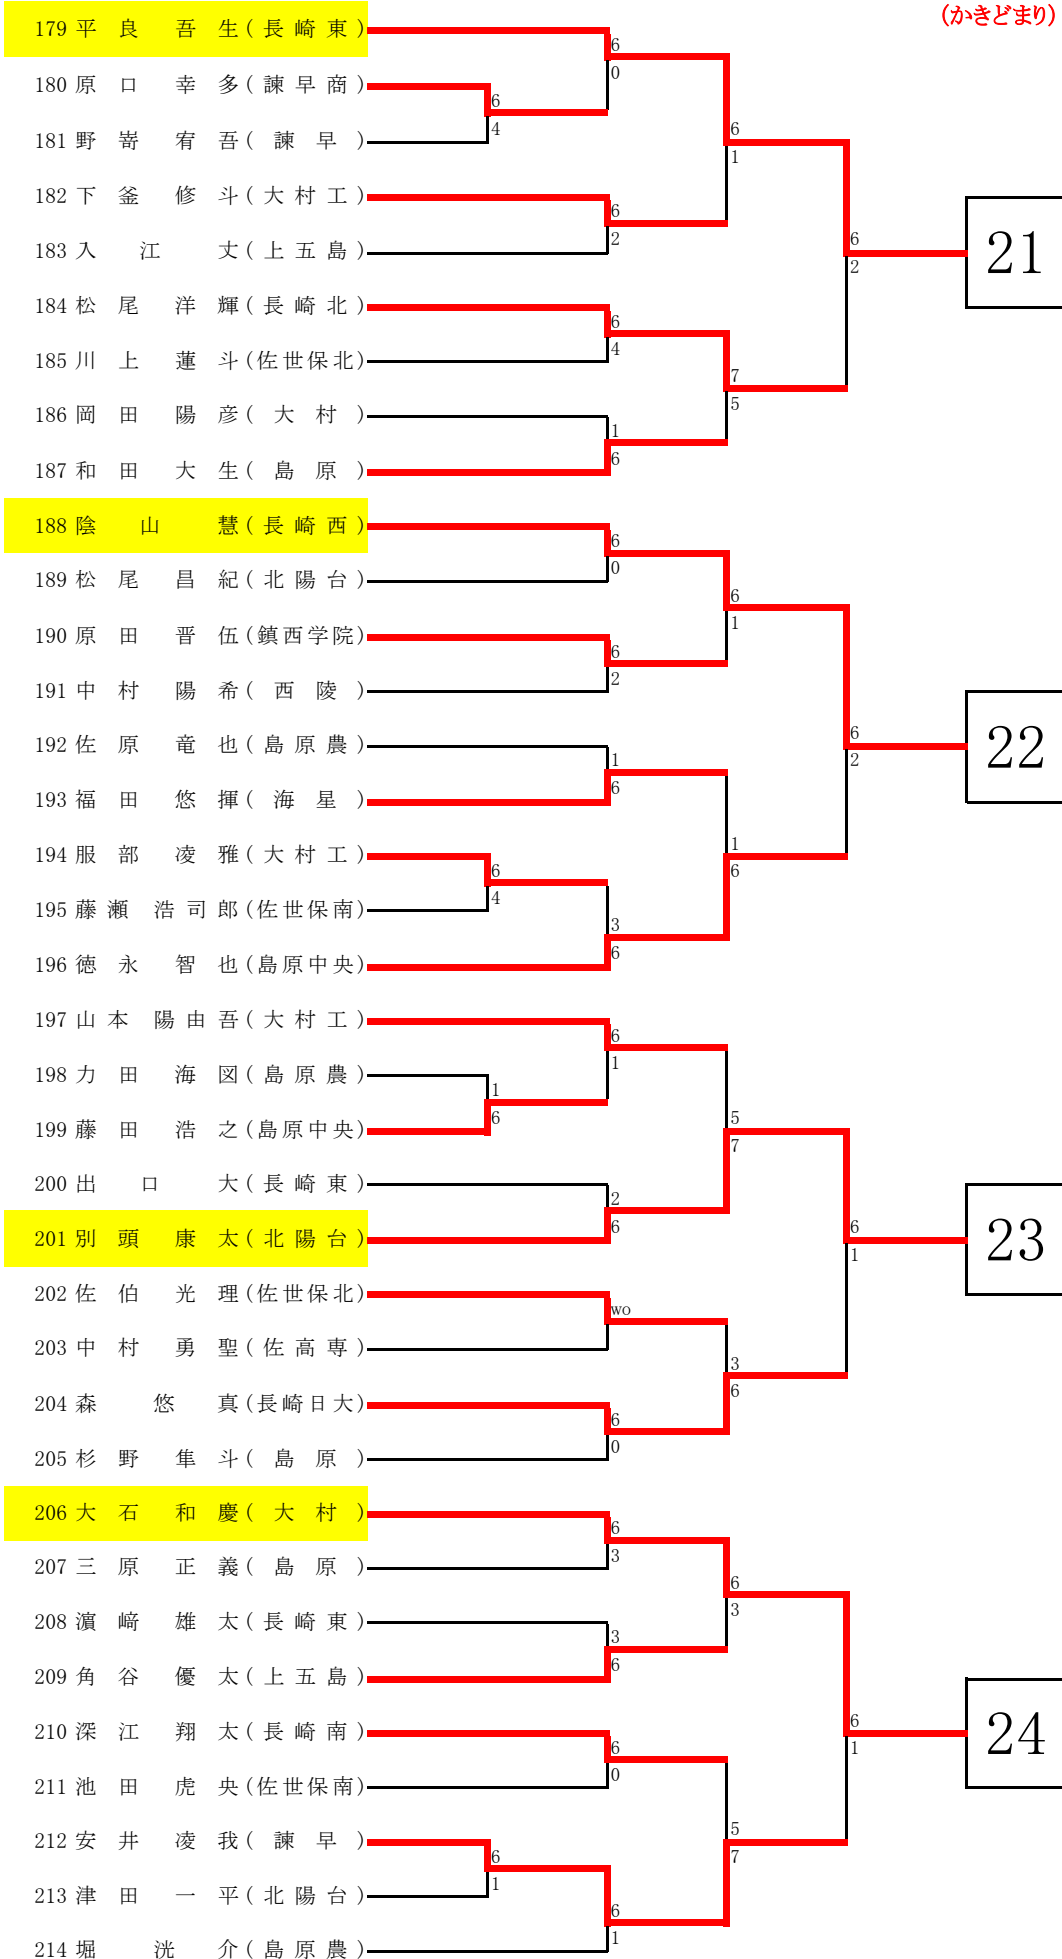 (かきどまり)
179 平良 吾生 (長崎東)
6
0
180 原口 幸多 (諫早商)
6
4
181 野嵜 宥吾 (諫早)
6
1
182 下釜 修斗 (大村工)
6
2
183 入江 丈 (上五島)
6
2
21
184 松尾 洋輝 (長崎北)
6
4
185 川上 蓮斗 (佐世保北)
7
5
186 岡田 陽彦 (大村)
1
6
187 和田 大生 (島原)
188 陰山 慧 (長崎西)
6
0
189 松尾 昌紀 (北陽台)
6
1
190 原田 晋伍 (鎮西学院)
6
2
191 中村 陽希 (西陵)
6
2
22
192 佐原 竜也 (島原農)
1
6
193 福田 悠揮 (海星)
1
6
194 服部 凌雅 (大村工)
6
4
195 藤瀬 浩司郎 (佐世保南)
3
6
196 徳永 智也 (島原中央)
197 山本 陽由吾 (大村工)
6
1
198 力田 海図 (島原農)
1
6
199 藤田 浩之 (島原中央)
5
7
200 出口 大 (長崎東)
2
6
201 別頭 康太 (北陽台)
6
1
23
202 佐伯 光理 (佐世保北)
wo
203 中村 勇聖 (佐高専)
3
6
204 森 悠真 (長崎日大)
6
0
205 杉野 隼斗 (島原)
206 大石 和慶 (大村)
6
3
207 三原 正義 (島原)
6
3
208 濵﨑 雄太 (長崎東)
3
6
209 角谷 優太 (上五島)
6
1
24
210 深江 翔太 (長崎南)
6
0
211 池田 虎央 (佐世保南)
5
7
212 安井 凌我 (諫早)
6
1
213 津田 一平 (北陽台)
6
1
214 堀 洸介 (島原農)